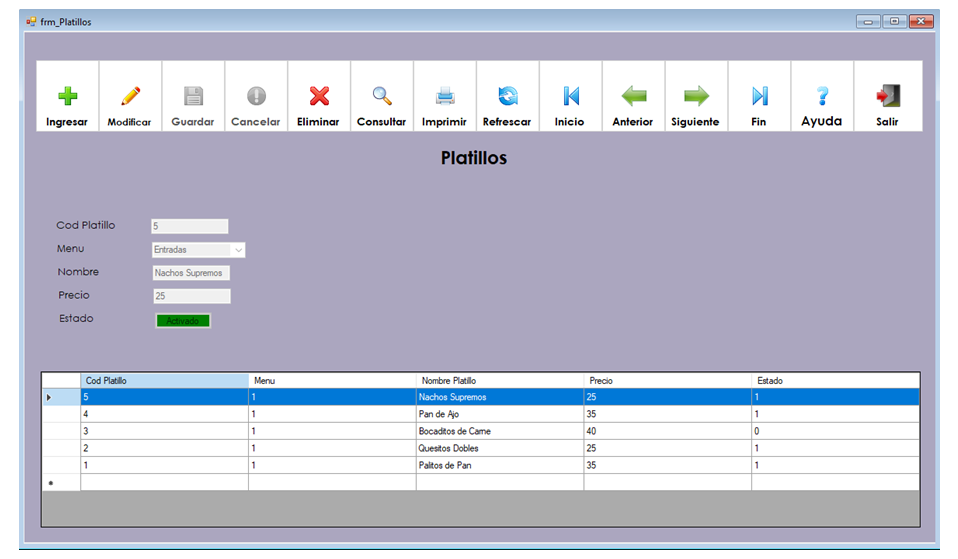 frm_Platillos
Ingresar Modificar Guardar Cancelar Eliminar Consultar Imprimir Refrescar Inicio Anterior Siguiente Fin Ayuda Salir
Platillos
Cod Platillo 5
Menu Entradas
Nombre Nachos Supremos
Precio 25
Estado Activado
Cod Platillo Menu Nombre Platillo Precio Estado
5 1 Nachos Supremos 25 1
4 1 Pan de Ajo 35 1
3 1 Bocaditos de Carne 40 0
2 1 Quesitos Dobles 25 1
1 1 Palitos de Pan 35 1